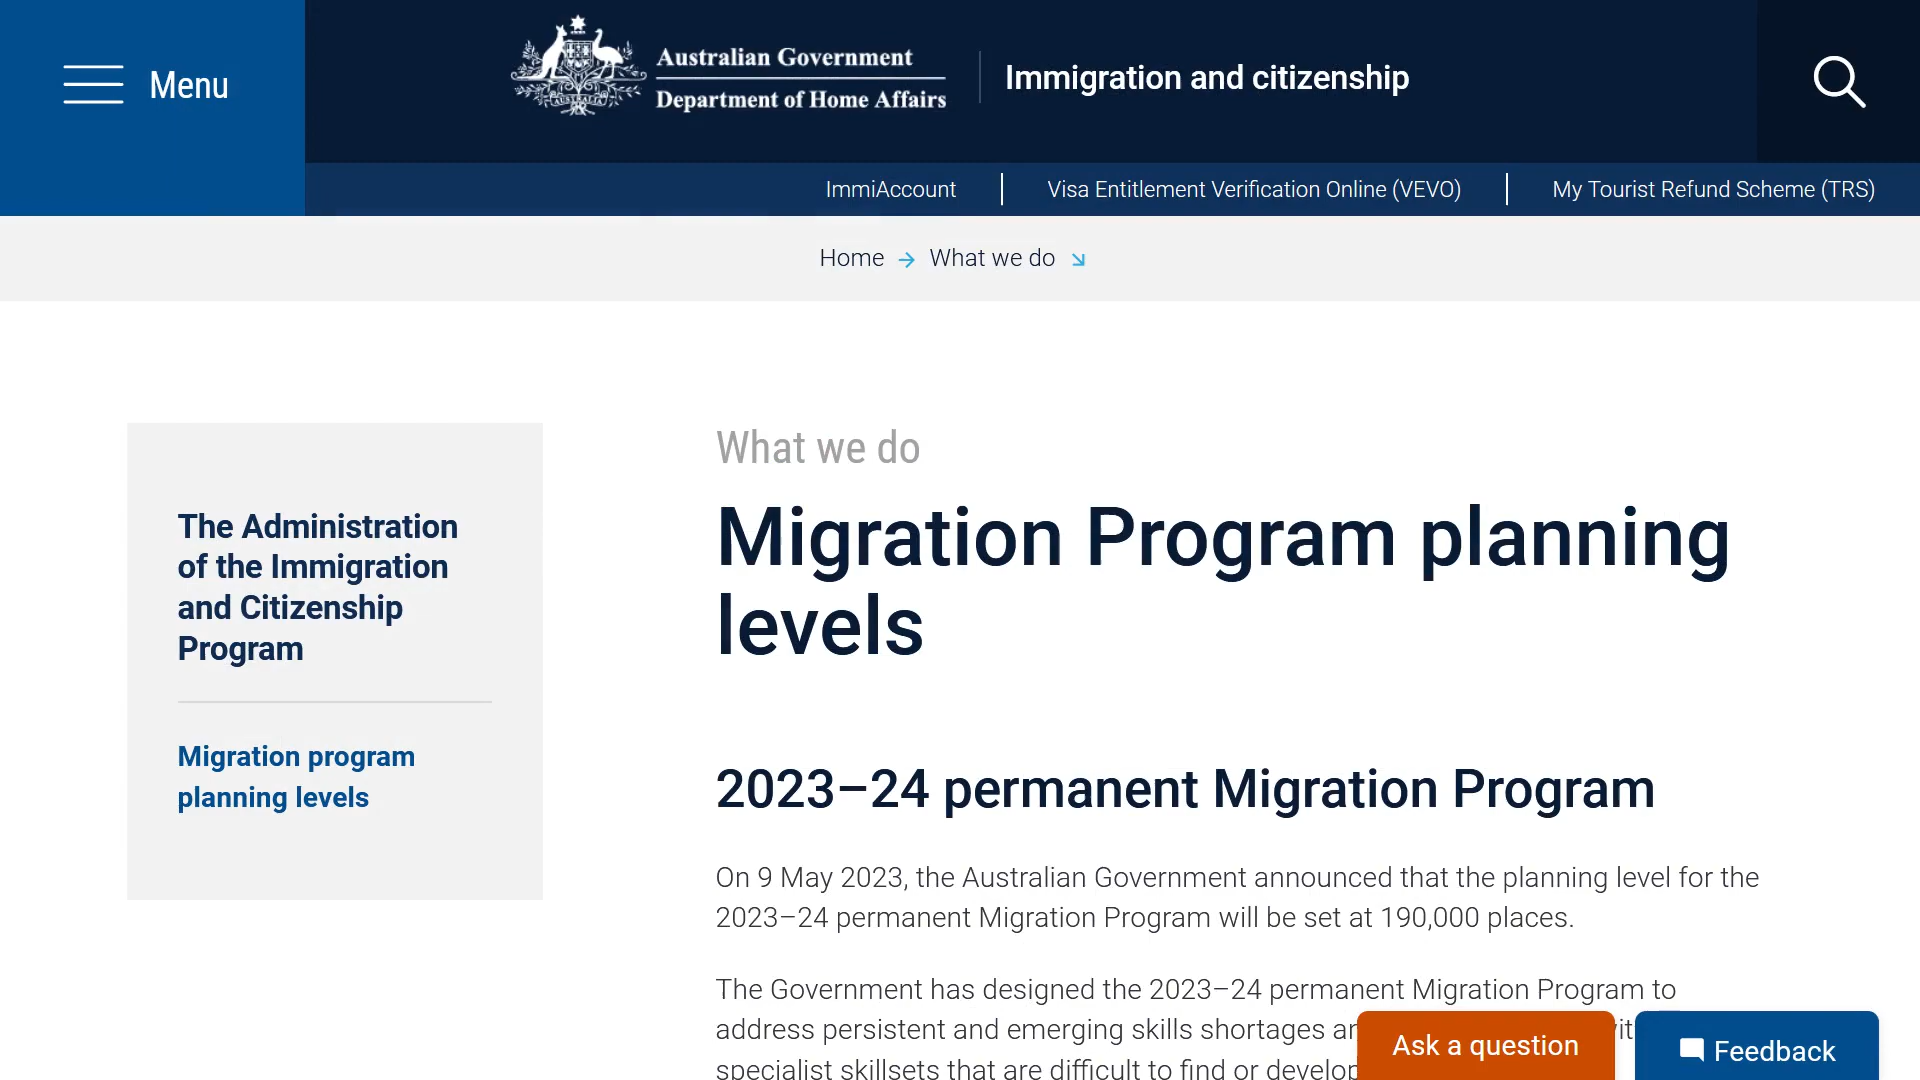 Menu
AUSTRALIA
Australian Government
Department of Home Affairs
Immigration and citizenship
ImmiAccount
Visa Entitlement Verification Online (VEVO)
My Tourist Refund Scheme (TRS)
Home
What we do
The Administration
of the Immigration
and Citizenship
Program
Migration program
planning levels
What we do
Migration Program planning
levels
2023–24 permanent Migration Program
On 9 May 2023, the Australian Government announced that the planning level for the
2023–24 permanent Migration Program will be set at 190,000 places.
The Government has designed the 2023–24 permanent Migration Program to
address persistent and emerging skills shortages
specialist skillsets that are difficult to find or
Ask a question
Feedback